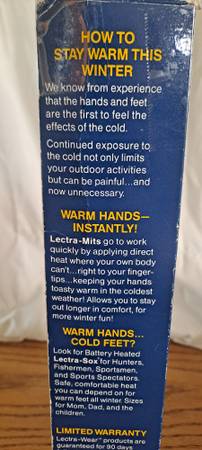 HOW TO
STAY WARM THIS
WINTER
We know from experience
that the hands and feet
are the first to feel the
effects of the cold.
Continued exposure to
the cold not only limits
your outdoor activities
but can be painful...and
now unnecessary.
WARM HANDS—
INSTANTLY!
Lectra-Mits go to work
quickly by applying direct
heat where your own body
can't...right to your finger-
tips...keeping your hands
toasty warm in the coldest
weather! Allows you to stay
out longer in comfort, for
more winter fun!
WARM HANDS...
COLD FEET?
Look for Battery Heated
Lectra-Sox for Hunters,
Fishermen, Sportsmen,
and Sports Spectators.
Safe, comfortable heat
you can depend on for
warm feet all winter. Sizes
for Mom, Dad, and the
children.
LIMITED WARRANTY
Lectra-Wear™ products are
guaranteed for 90 days